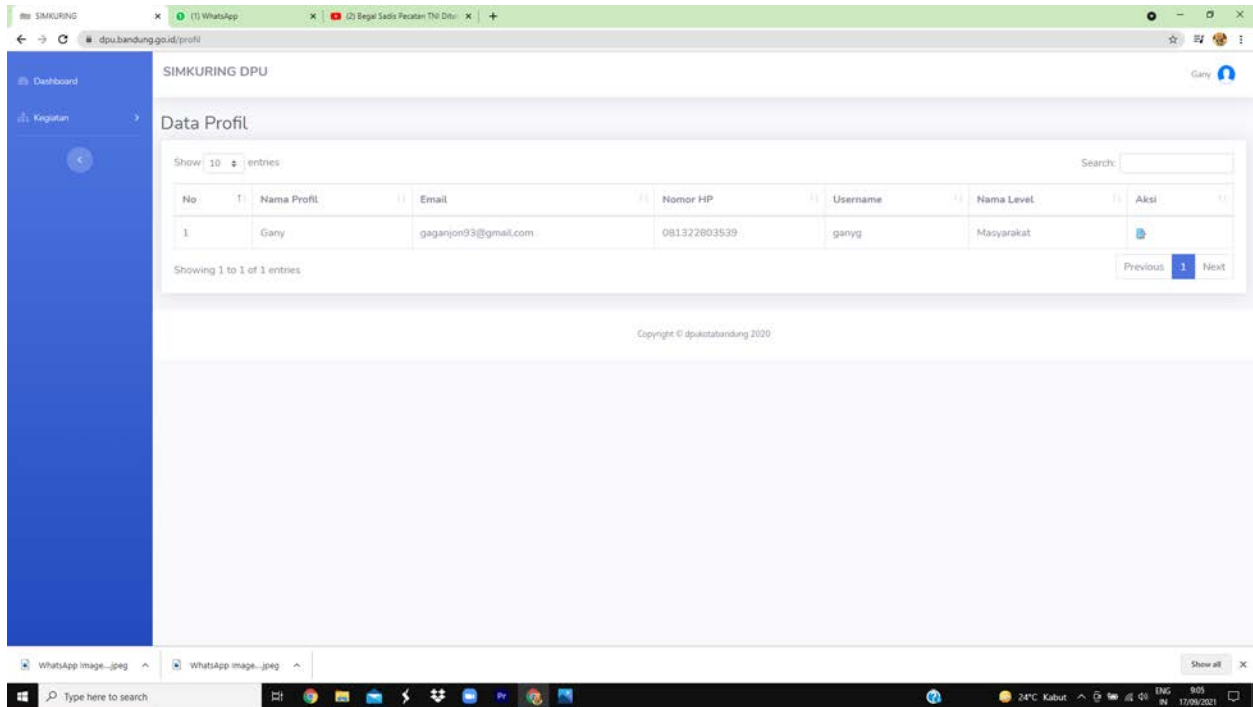 SIMKURING
(1) WhatsApp
(2) Begal Sadis Pecatan TNI Ditu
dpu.bandung.go.id/profil
Dashboard
SIMKURING DPU
Gany
Kegiatan
Data Profil
Show 10 entries
Search:
No Nama Profil Email Nomor HP Username Nama Level Aksi
1 Gany gaganjon93@gmail.com 081322803539 ganyg Masyarakat
Showing 1 to 1 of 1 entries
Previous 1 Next
Copyright © dpukotabandung 2020
WhatsApp Image....jpeg
WhatsApp Image....jpeg
Show all
Type here to search
Pr
24°C Kabut
ENG
IN
9:05
17/09/2021